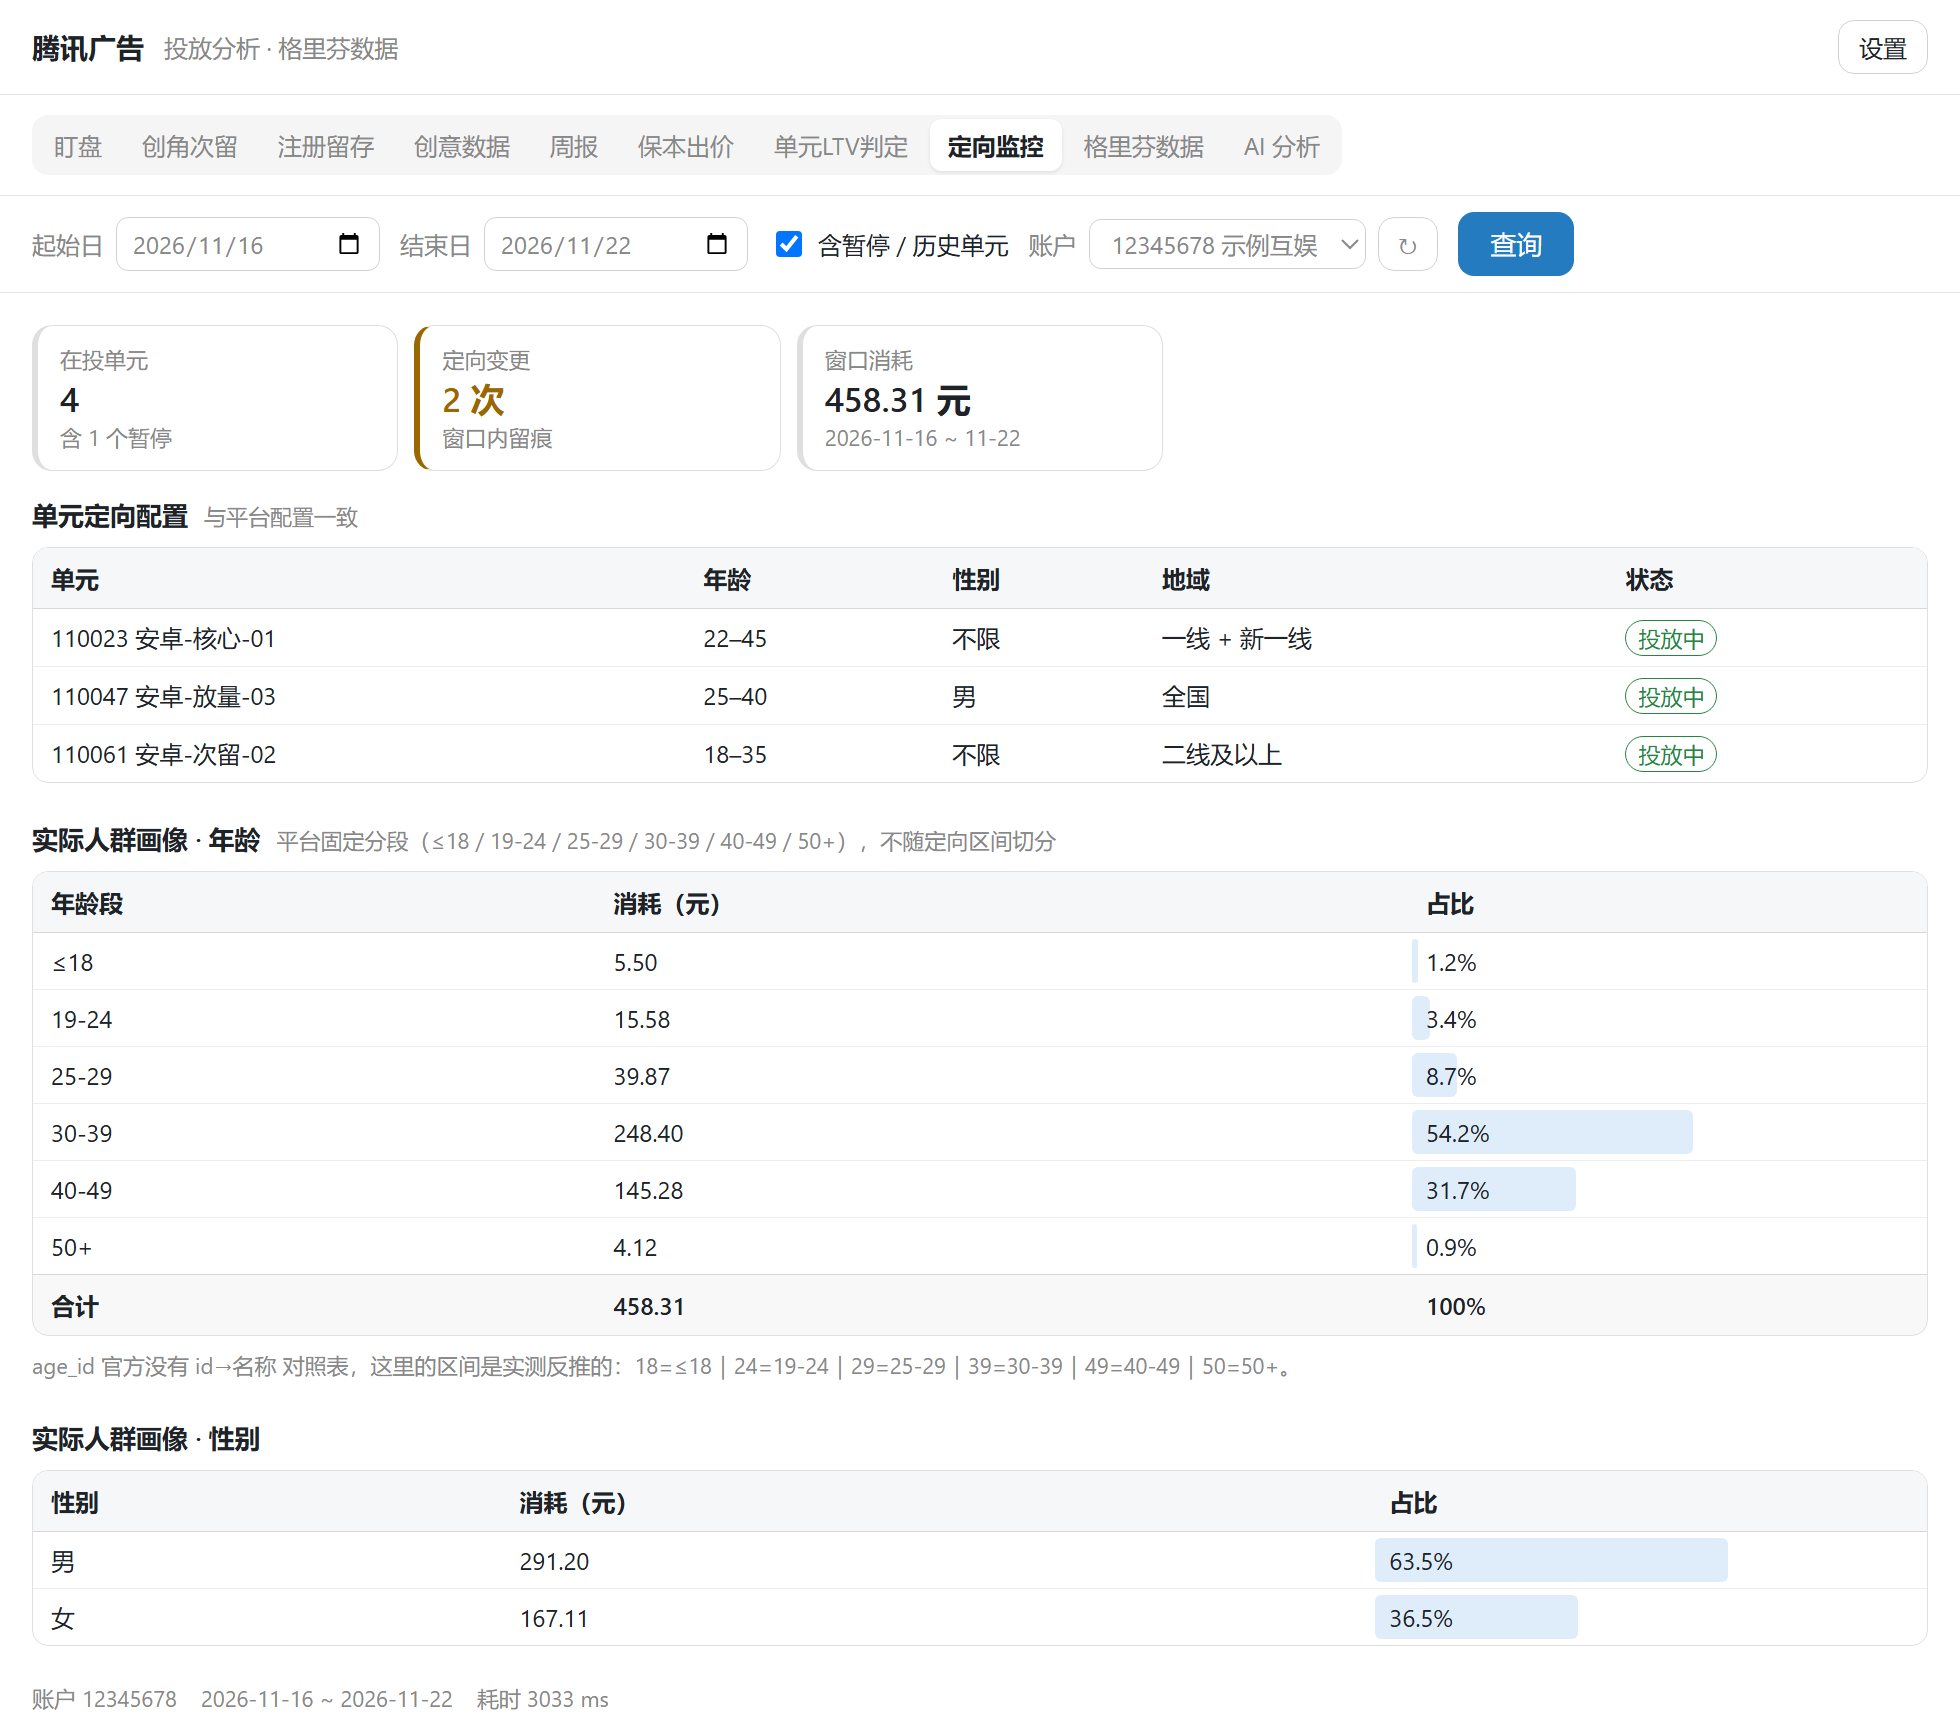 腾讯广告 投放分析 · 格里芬数据 设置
盯盘 创角次留 注册留存 创意数据 周报 保本出价 单元LTV判定 定向监控 格里芬数据 AI 分析
起始日 2026/11/16 结束日 2026/11/22 含暂停 / 历史单元 账户 12345678 示例互娱 ↻ 查询
在投单元
4
含 1 个暂停
定向变更
2 次
窗口内留痕
窗口消耗
458.31 元
2026-11-16 ~ 11-22
单元定向配置 与平台配置一致
单元 年龄 性别 地域 状态
110023 安卓-核心-01 22–45 不限 一线 + 新一线 投放中
110047 安卓-放量-03 25–40 男 全国 投放中
110061 安卓-次留-02 18–35 不限 二线及以上 投放中
实际人群画像 · 年龄 平台固定分段（≤18 / 19-24 / 25-29 / 30-39 / 40-49 / 50+），不随定向区间切分
年龄段 消耗（元） 占比
≤18 5.50 1.2%
19-24 15.58 3.4%
25-29 39.87 8.7%
30-39 248.40 54.2%
40-49 145.28 31.7%
50+ 4.12 0.9%
合计 458.31 100%
age_id 官方没有 id→名称 对照表，这里的区间是实测反推的：18=≤18 | 24=19-24 | 29=25-29 | 39=30-39 | 49=40-49 | 50=50+。
实际人群画像 · 性别
性别 消耗（元） 占比
男 291.20 63.5%
女 167.11 36.5%
账户 12345678 2026-11-16 ~ 2026-11-22 耗时 3033 ms